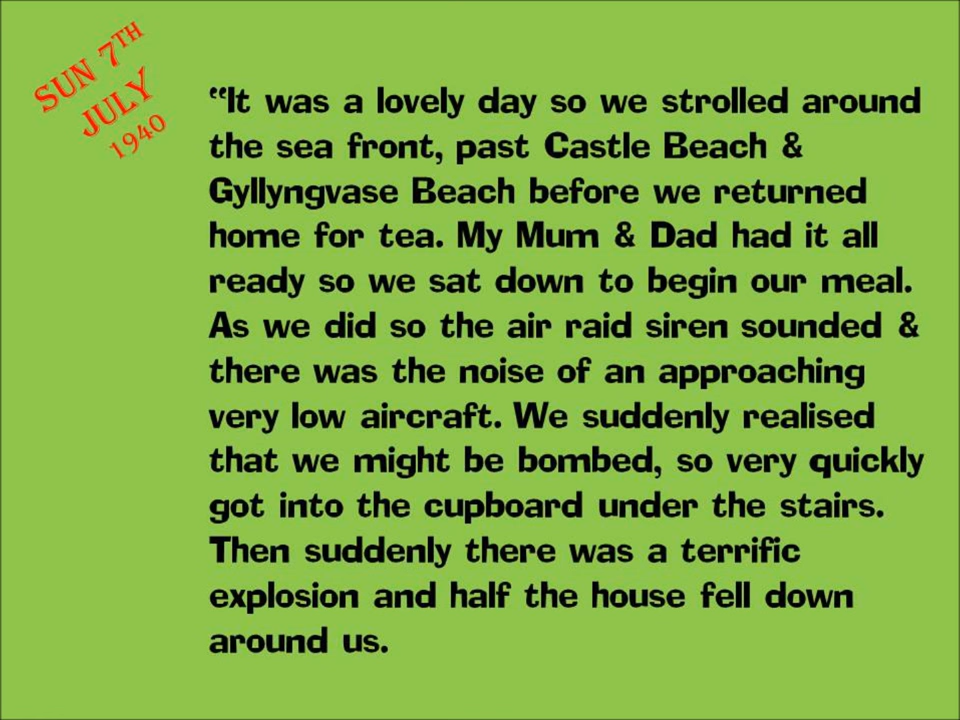 SUN 7TH
JULY
1940
“It was a lovely day so we strolled around
the sea front, past Castle Beach &
Gyllyngvase Beach before we returned
home for tea. My Mum & Dad had it all
ready so we sat down to begin our meal.
As we did so the air raid siren sounded &
there was the noise of an approaching
very low aircraft. We suddenly realised
that we might be bombed, so very quickly
got into the cupboard under the stairs.
Then suddenly there was a terrific
explosion and half the house fell down
around us.